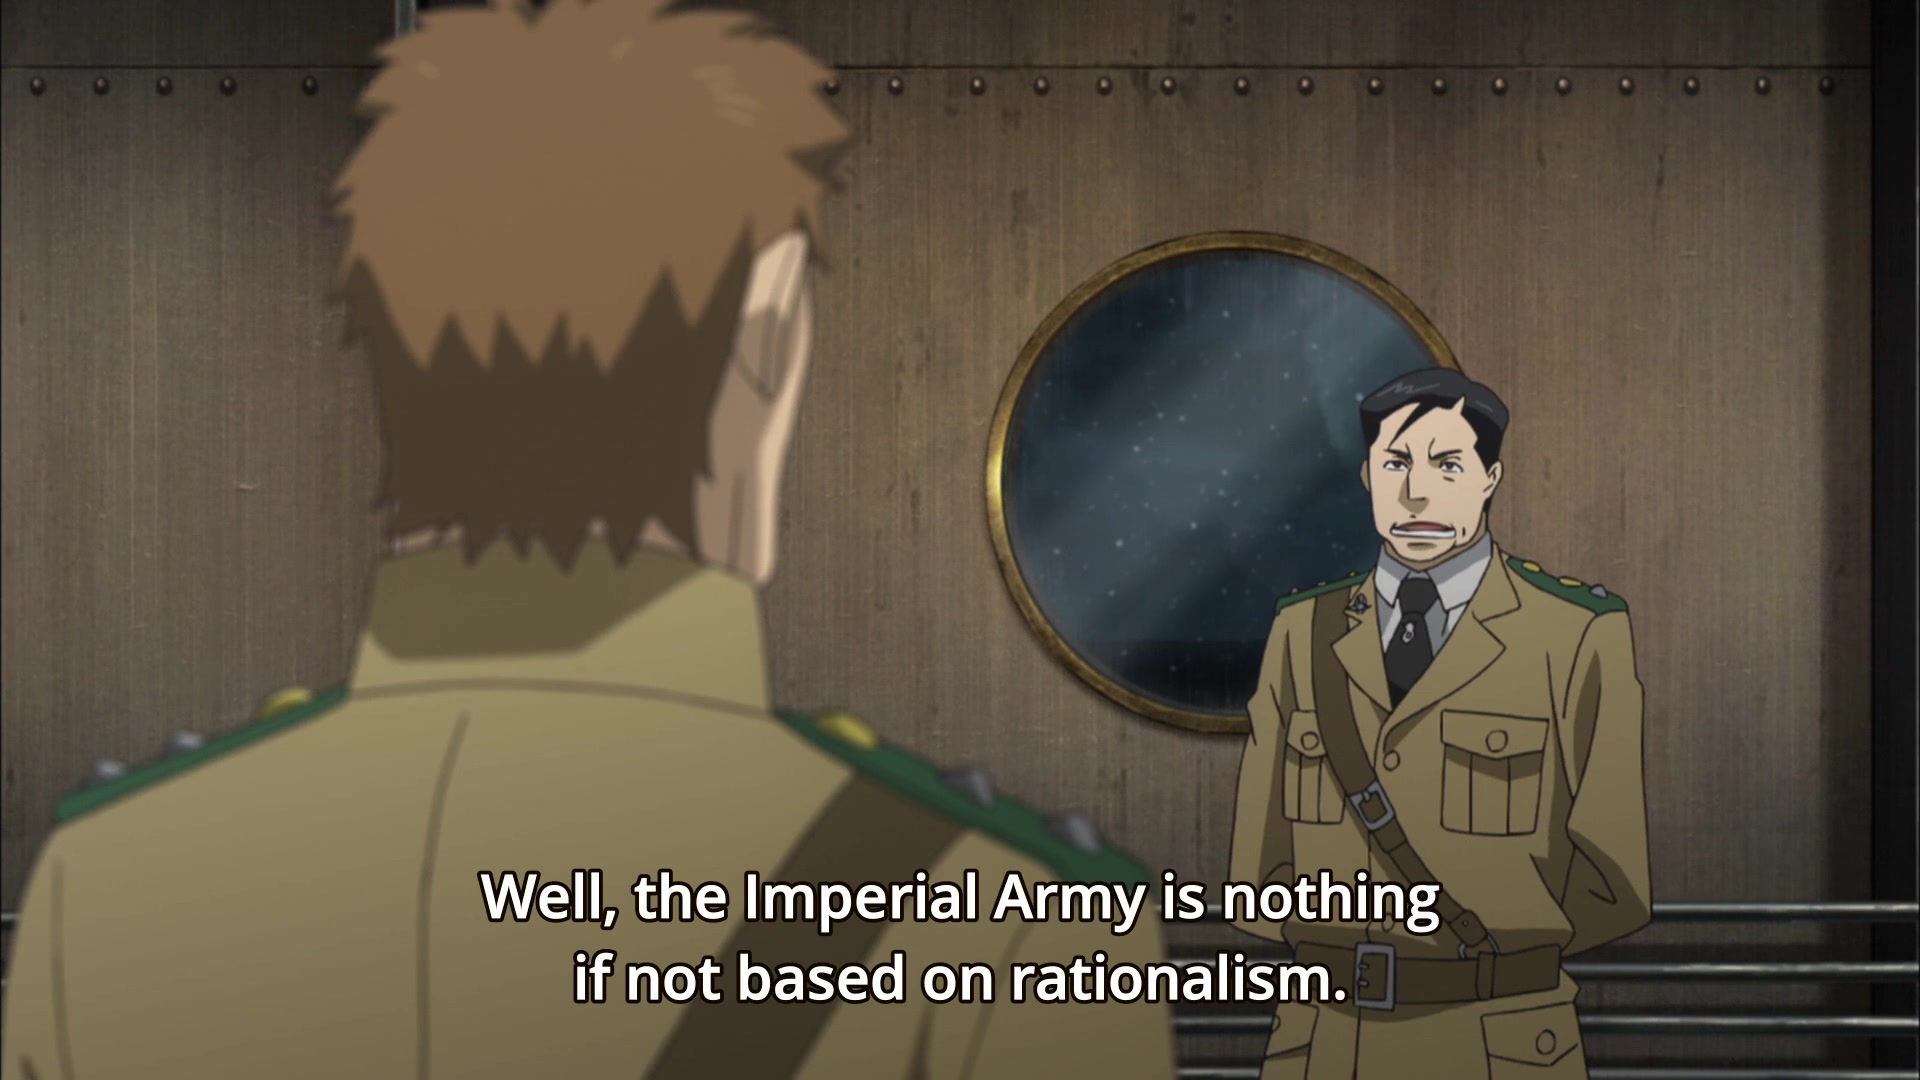 Well, the Imperial Army is nothing
if not based on rationalism.